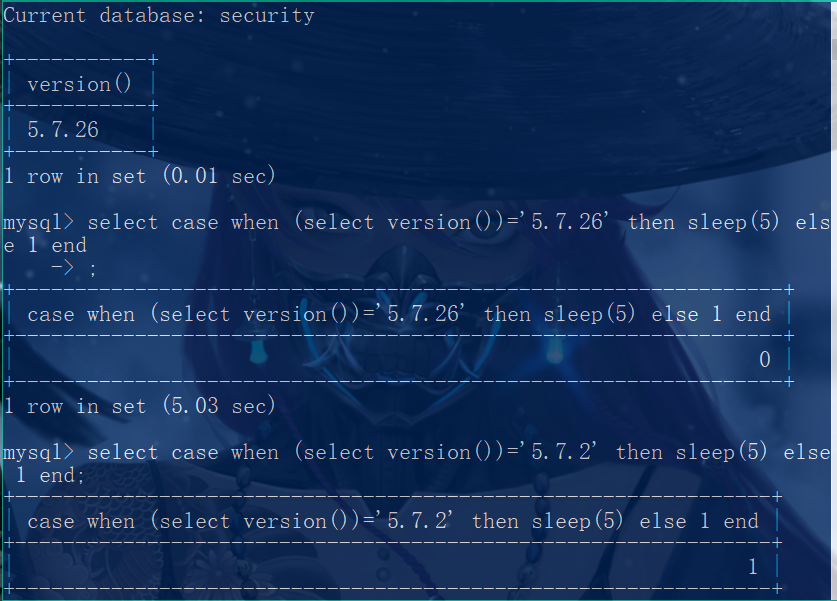 Current database: security
+-----------+
| version() |
+-----------+
| 5.7.26    |
+-----------+
1 row in set (0.01 sec)
mysql> select case when (select version())='5.7.26' then sleep(5) els
e 1 end
    -> ;
+----------------------------------------------------------------+
| case when (select version())='5.7.26' then sleep(5) else 1 end |
+----------------------------------------------------------------+
|                                                              0 |
+----------------------------------------------------------------+
1 row in set (5.03 sec)
mysql> select case when (select version())='5.7.2' then sleep(5) else
 1 end;
+---------------------------------------------------------------+
| case when (select version())='5.7.2' then sleep(5) else 1 end |
+---------------------------------------------------------------+
|                                                             1 |
+---------------------------------------------------------------+